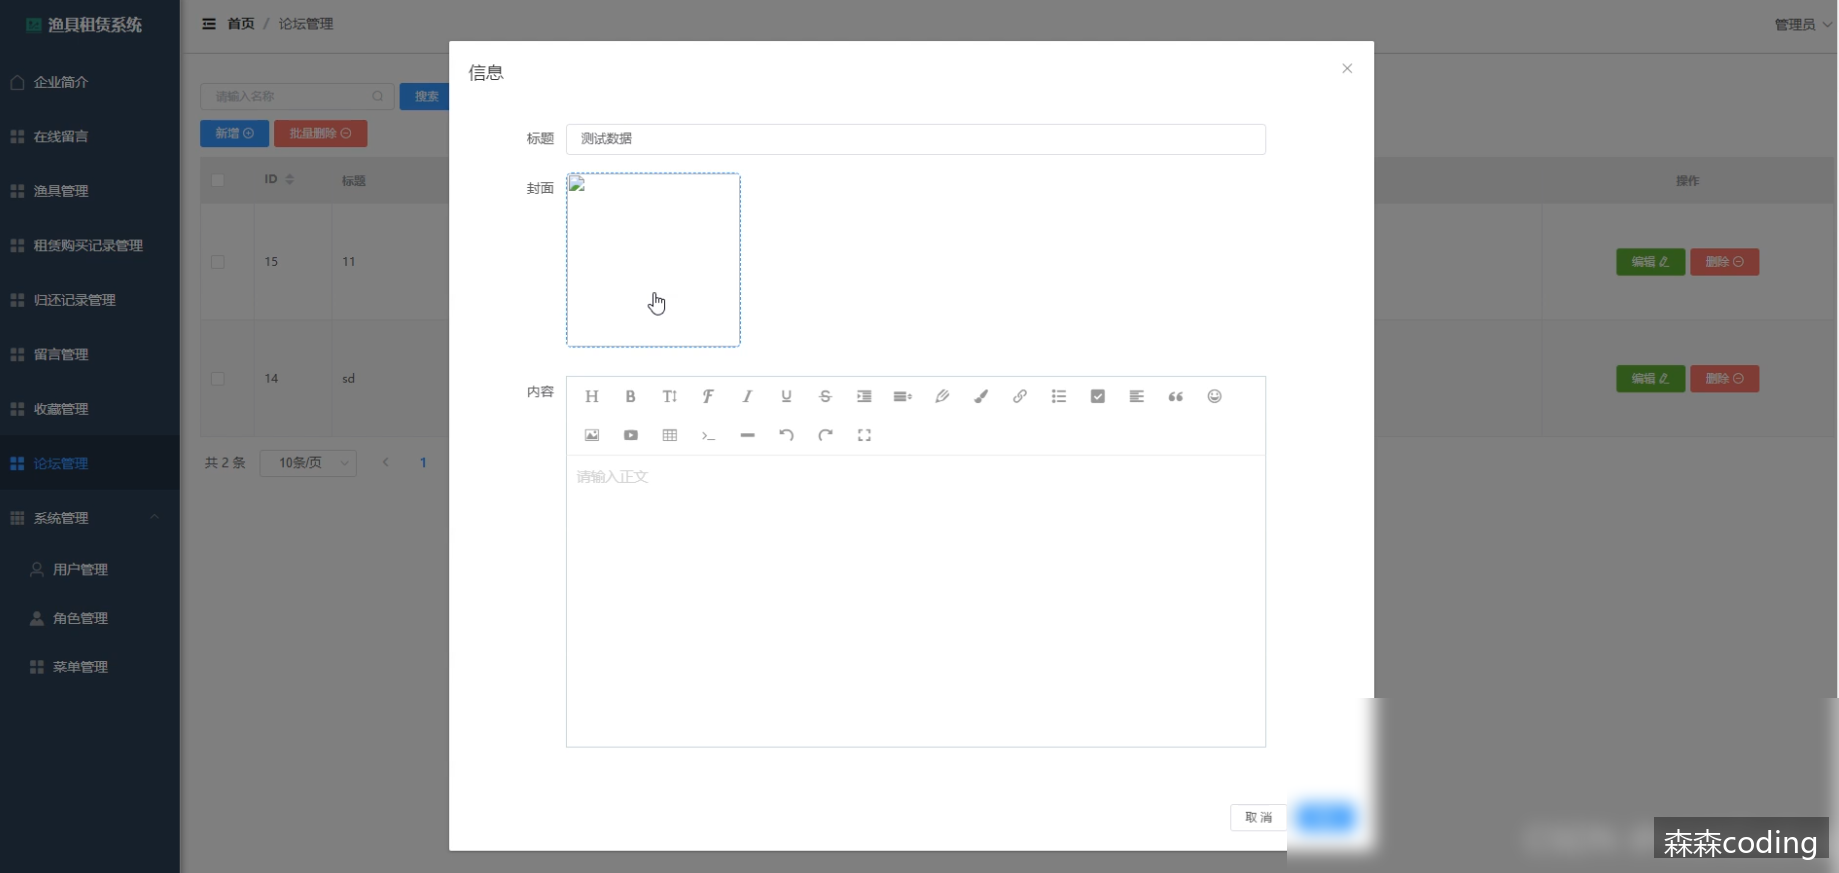 渔具租赁系统
首页 / 论坛管理
管理员
企业简介
在线留言
渔具管理
租赁购买记录管理
归还记录管理
留言管理
收藏管理
论坛管理
系统管理
用户管理
角色管理
菜单管理
请输入名称
搜索
新增
批量删除
ID 标题 操作
15 11 编辑 删除
14 sd 编辑 删除
共 2 条 10条/页 1
信息
标题 测试数据
封面
内容
请输入正文
取 消
森森coding